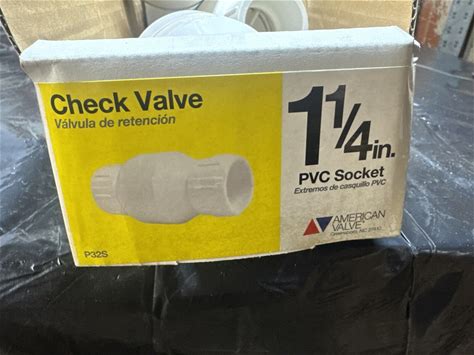 Check Valve
Válvula de retención
1 1/4 in.
PVC Socket
Extremos de casquillo PVC
AMERICAN
VALVE
P32S